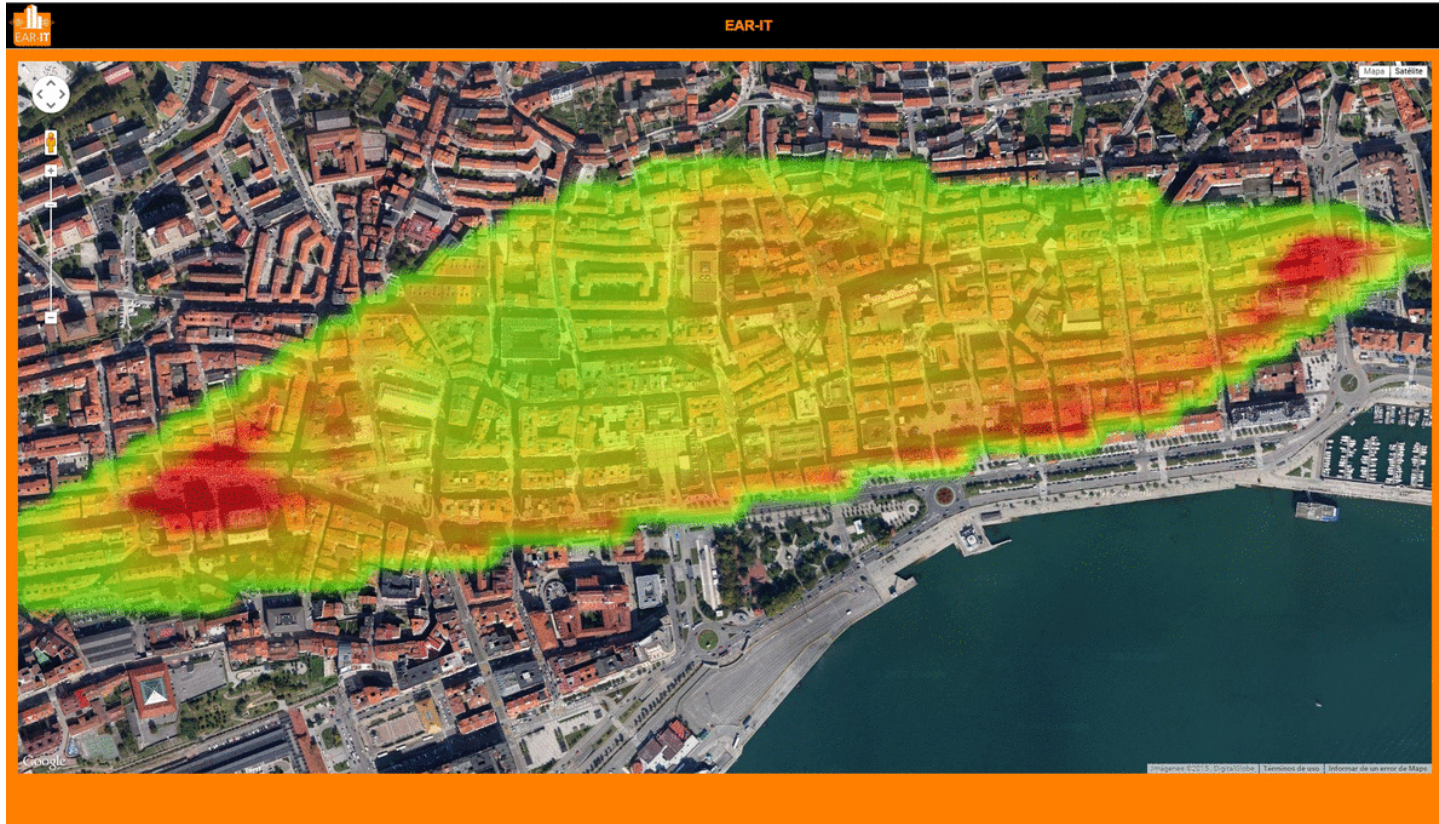 EAR-IT
EAR-IT
Mapa
Satélite
Google
Imágenes ©2015, DigitalGlobe
Términos de uso
Informar de un error de Maps